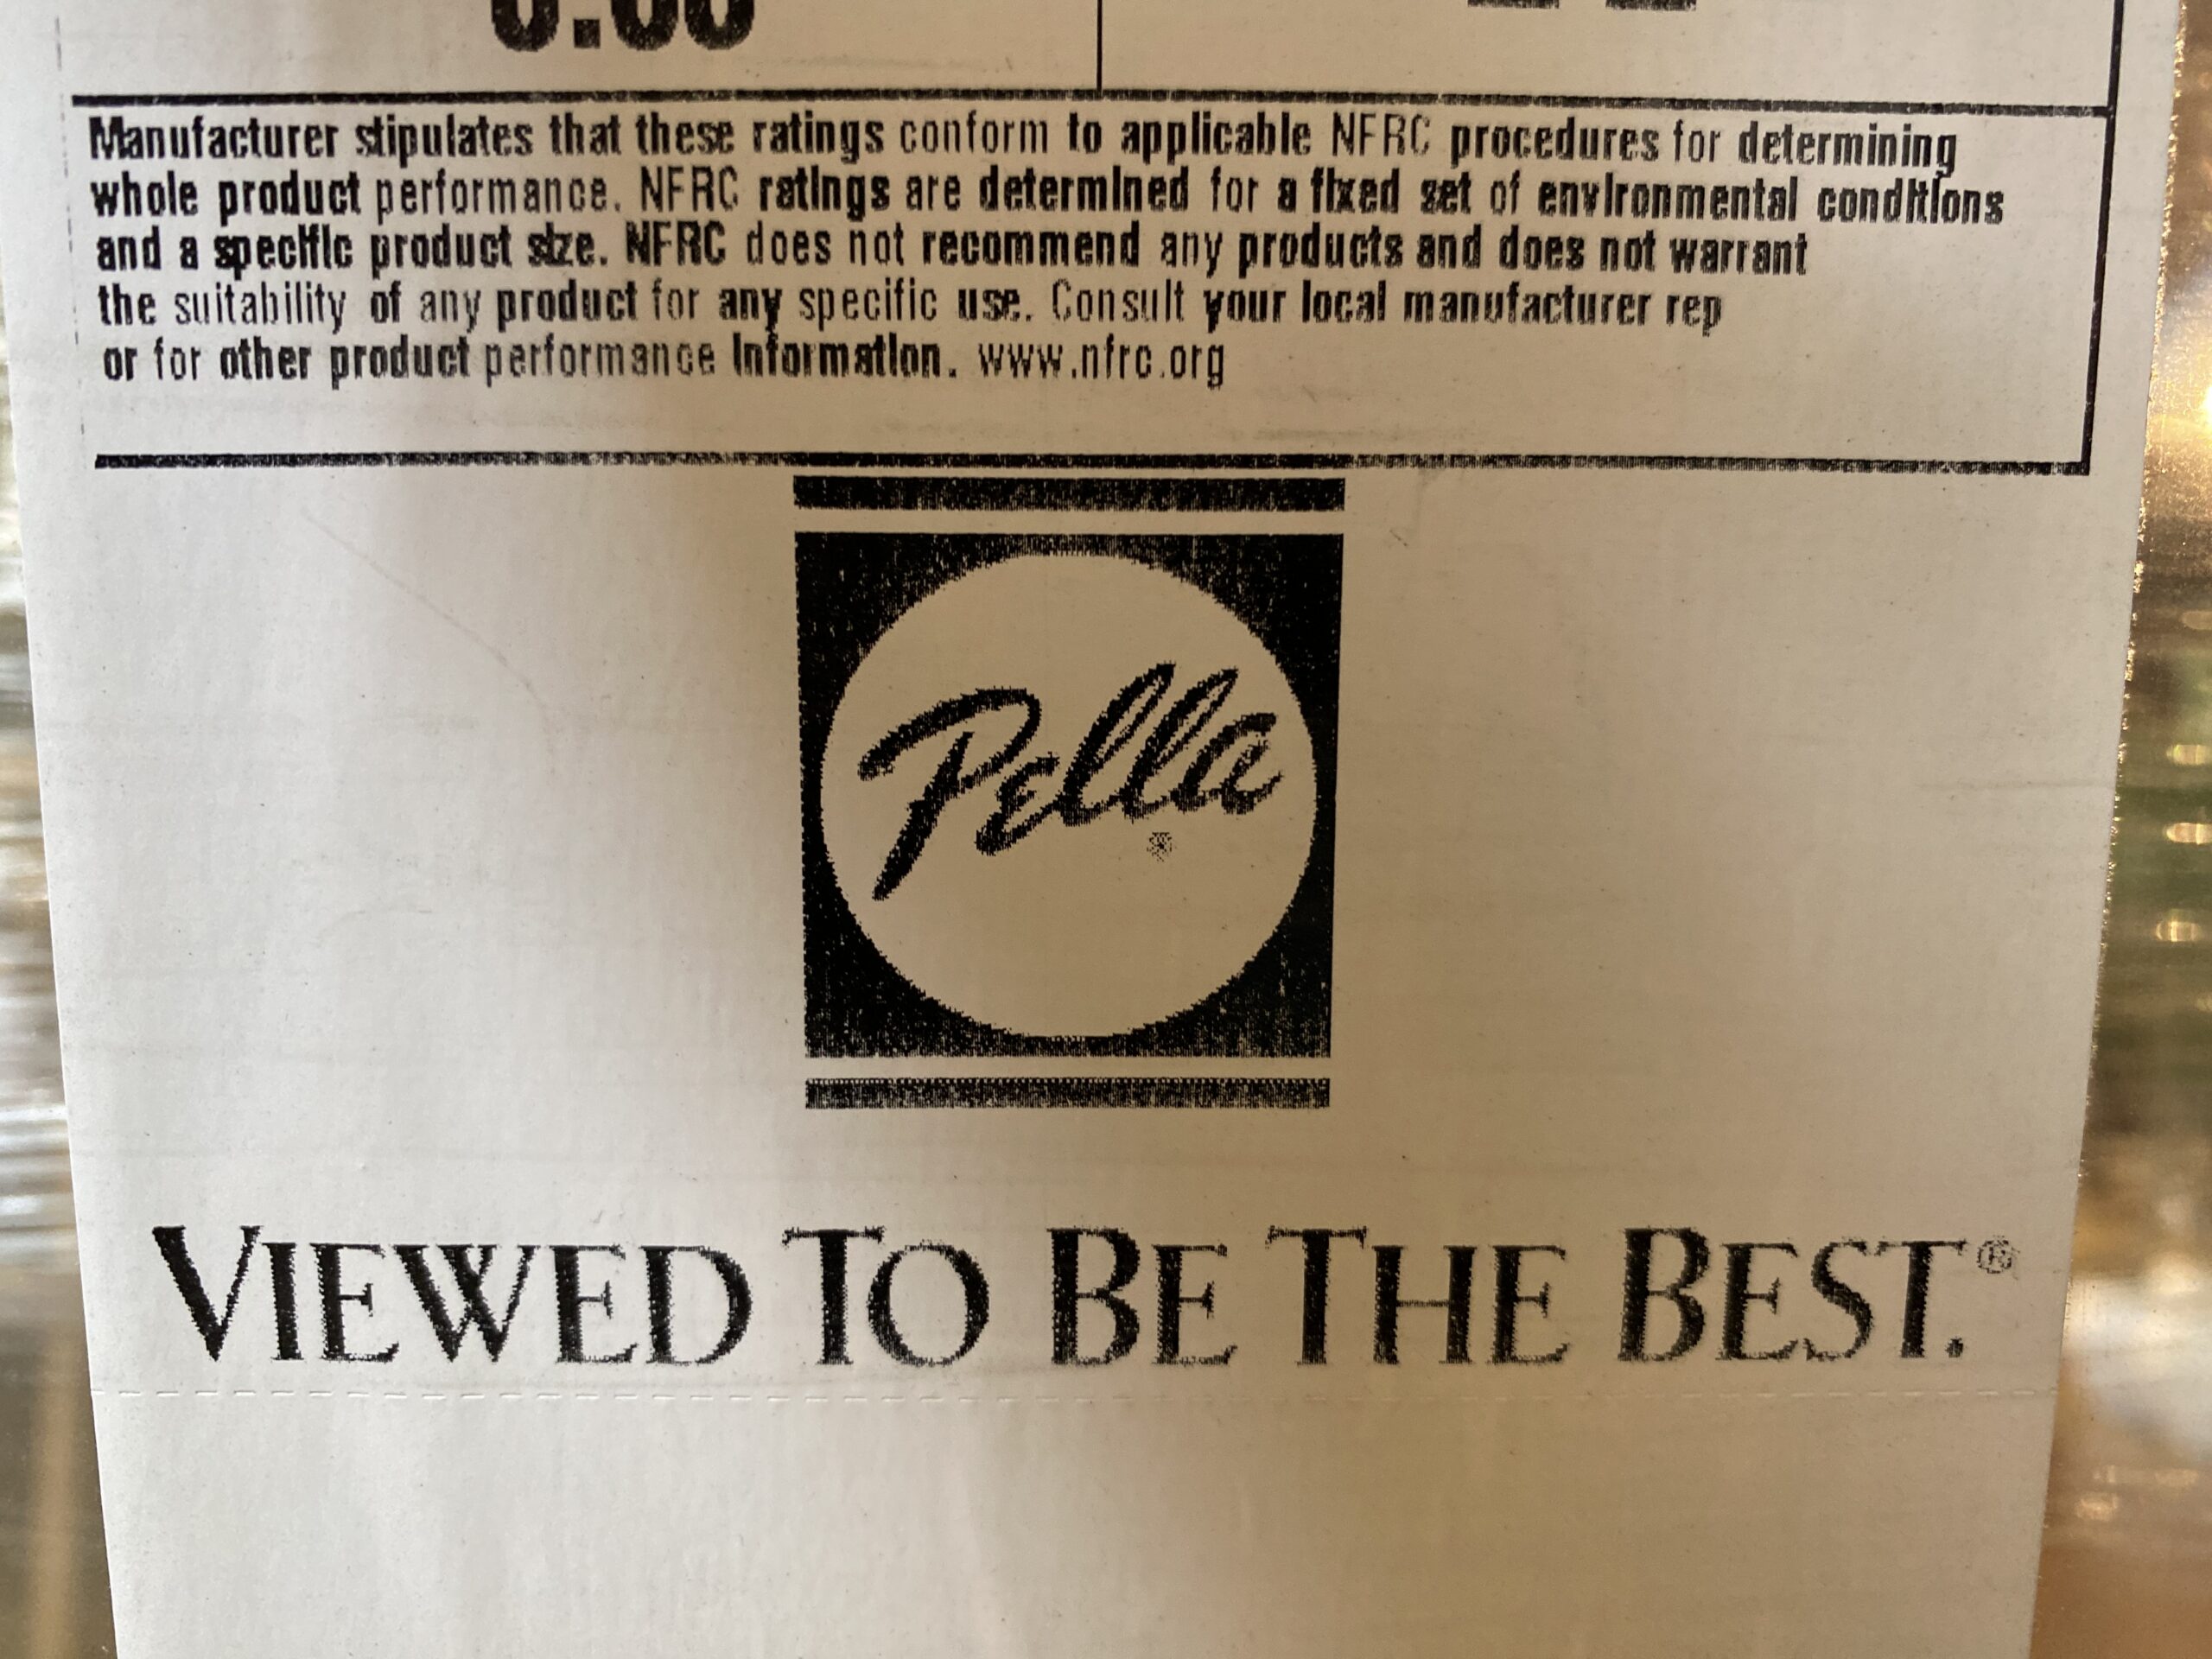 Manufacturer stipulates that these ratings conform to applicable NFRC procedures for determining
whole product performance. NFRC ratings are determined for a fixed set of environmental conditions
and a specific product size. NFRC does not recommend any products and does not warrant
the suitability of any product for any specific use. Consult your local manufacturer rep
or for other product performance information. www.nfrc.org
Pella
®
VIEWED TO BE THE BEST.®